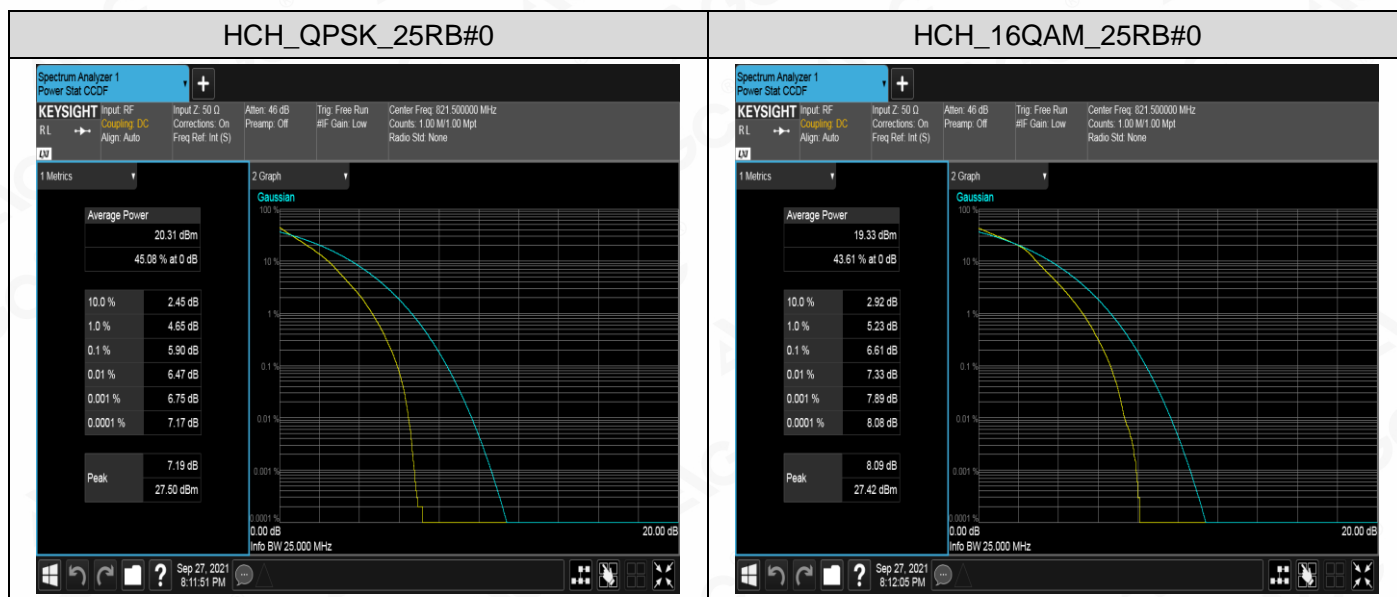 HCH_QPSK_25RB#0
Spectrum Analyzer 1
Power Stat CCDF
+
KEYSIGHT
RL
LXI
Input: RF
Coupling: DC
Align: Auto
Input Z: 50 Ω
Corrections: On
Freq Ref: Int (S)
Atten: 46 dB
Preamp: Off
Trig: Free Run
#IF Gain: Low
Center Freq: 821.500000 MHz
Counts: 1.00 M/1.00 Mpt
Radio Std: None
1 Metrics
Average Power
20.31 dBm
45.08 % at 0 dB
10.0 % 2.45 dB
1.0 % 4.65 dB
0.1 % 5.90 dB
0.01 % 6.47 dB
0.001 % 6.75 dB
0.0001 % 7.17 dB
Peak
7.19 dB
27.50 dBm
2 Graph
Gaussian
100 %
10 %
1 %
0.1 %
0.01 %
0.001 %
0.0001 %
0.00 dB 20.00 dB
Info BW 25.000 MHz
?
Sep 27, 2021
8:11:51 PM
HCH_16QAM_25RB#0
Spectrum Analyzer 1
Power Stat CCDF
+
KEYSIGHT
RL
LXI
Input: RF
Coupling: DC
Align: Auto
Input Z: 50 Ω
Corrections: On
Freq Ref: Int (S)
Atten: 46 dB
Preamp: Off
Trig: Free Run
#IF Gain: Low
Center Freq: 821.500000 MHz
Counts: 1.00 M/1.00 Mpt
Radio Std: None
1 Metrics
Average Power
19.33 dBm
43.61 % at 0 dB
10.0 % 2.92 dB
1.0 % 5.23 dB
0.1 % 6.61 dB
0.01 % 7.33 dB
0.001 % 7.89 dB
0.0001 % 8.08 dB
Peak
8.09 dB
27.42 dBm
2 Graph
Gaussian
100 %
10 %
1 %
0.1 %
0.01 %
0.001 %
0.0001 %
0.00 dB 20.00 dB
Info BW 25.000 MHz
?
Sep 27, 2021
8:12:05 PM